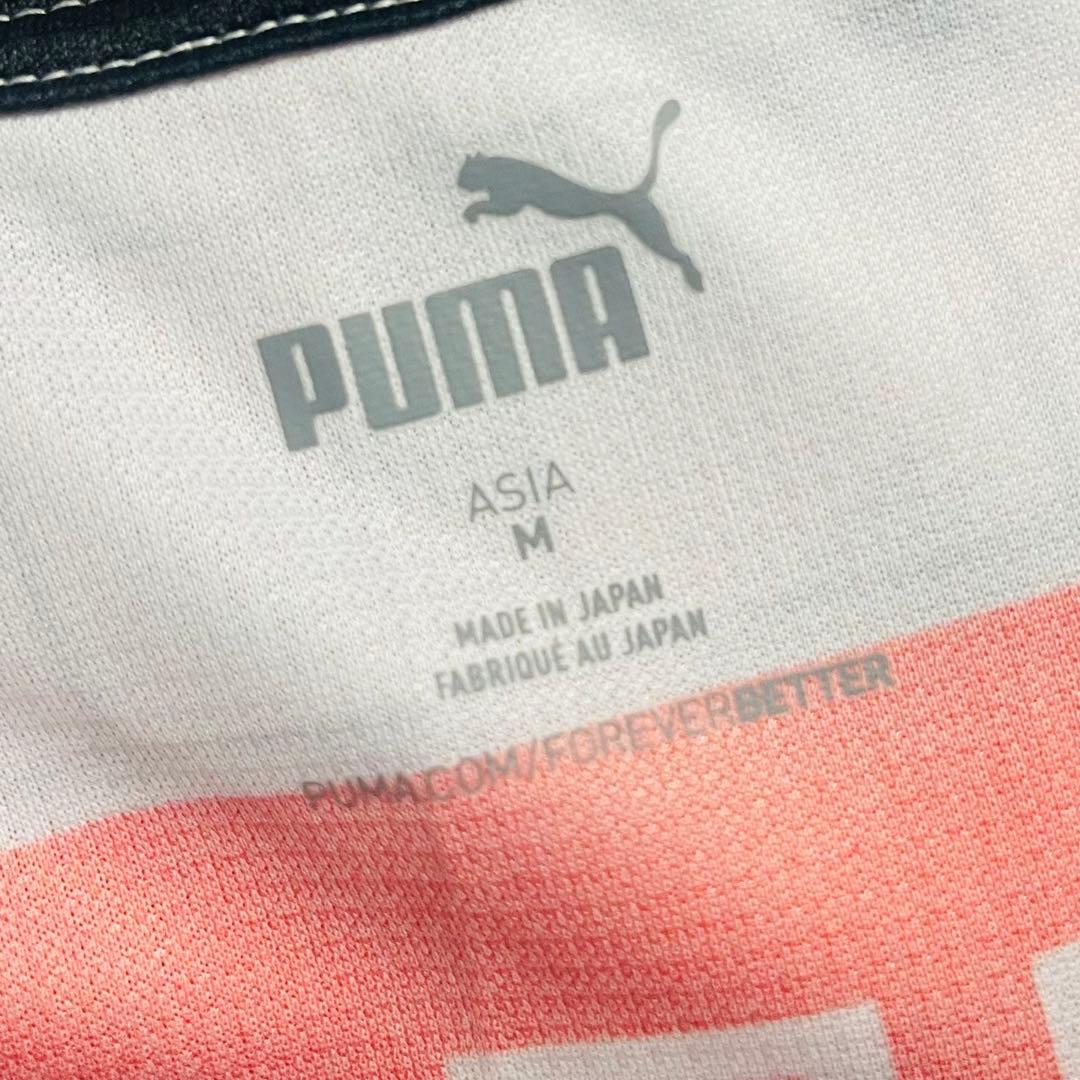 PUMA
ASIA
M
MADE IN JAPAN
FABRIQUÉ AU JAPAN
PUMA.COM/FOREVERBETTER